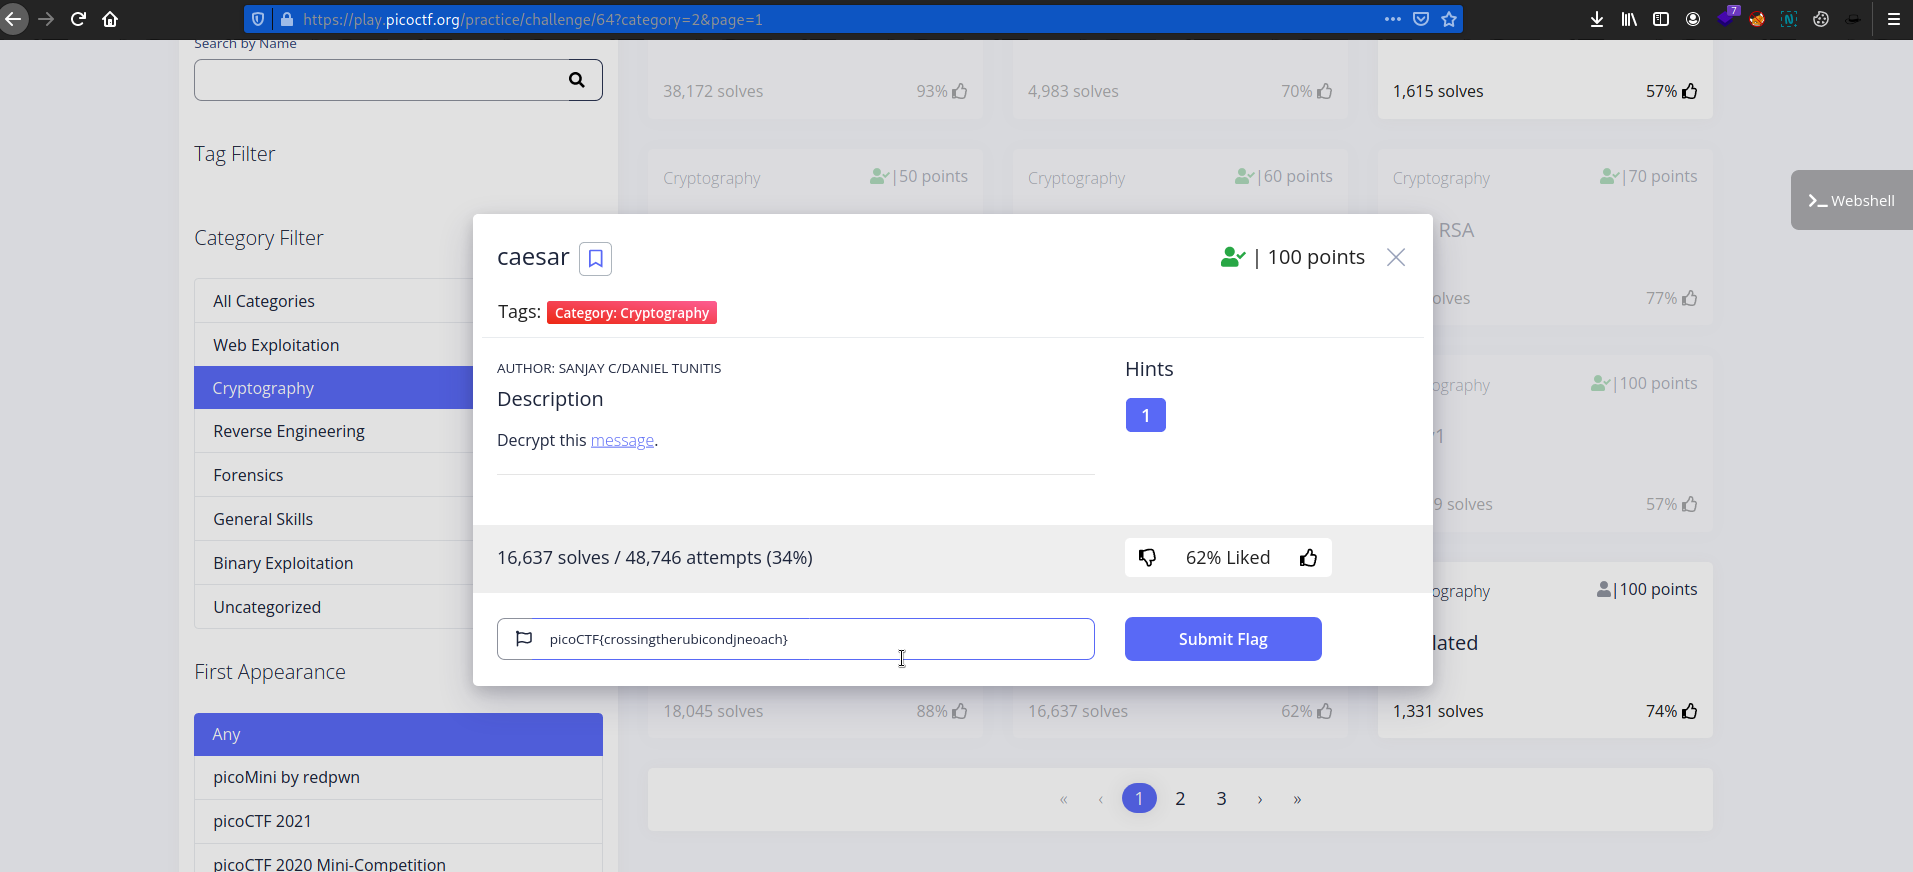 https://play.picoctf.org/practice/challenge/64?category=2&page=1
7
Search by Name
38,172 solves 93%
4,983 solves 70%
1,615 solves 57%
Tag Filter
Cryptography |50 points
Cryptography |60 points
Cryptography |70 points
Webshell
RSA
Category Filter
caesar | 100 points
All Categories
olves 77%
Tags: Category: Cryptography
Web Exploitation
AUTHOR: SANJAY C/DANIEL TUNITIS
Hints
Cryptography
ography |100 points
Description
1
Reverse Engineering
Decrypt this message.
1
Forensics
9 solves 57%
General Skills
16,637 solves / 48,746 attempts (34%)
62% Liked
Binary Exploitation
ography |100 points
Uncategorized
picoCTF{crossingtherubicondjneoach}
Submit Flag
lated
First Appearance
18,045 solves 88%
16,637 solves 62%
1,331 solves 74%
Any
picoMini by redpwn
« ‹ 1 2 3 › »
picoCTF 2021
picoCTF 2020 Mini-Competition